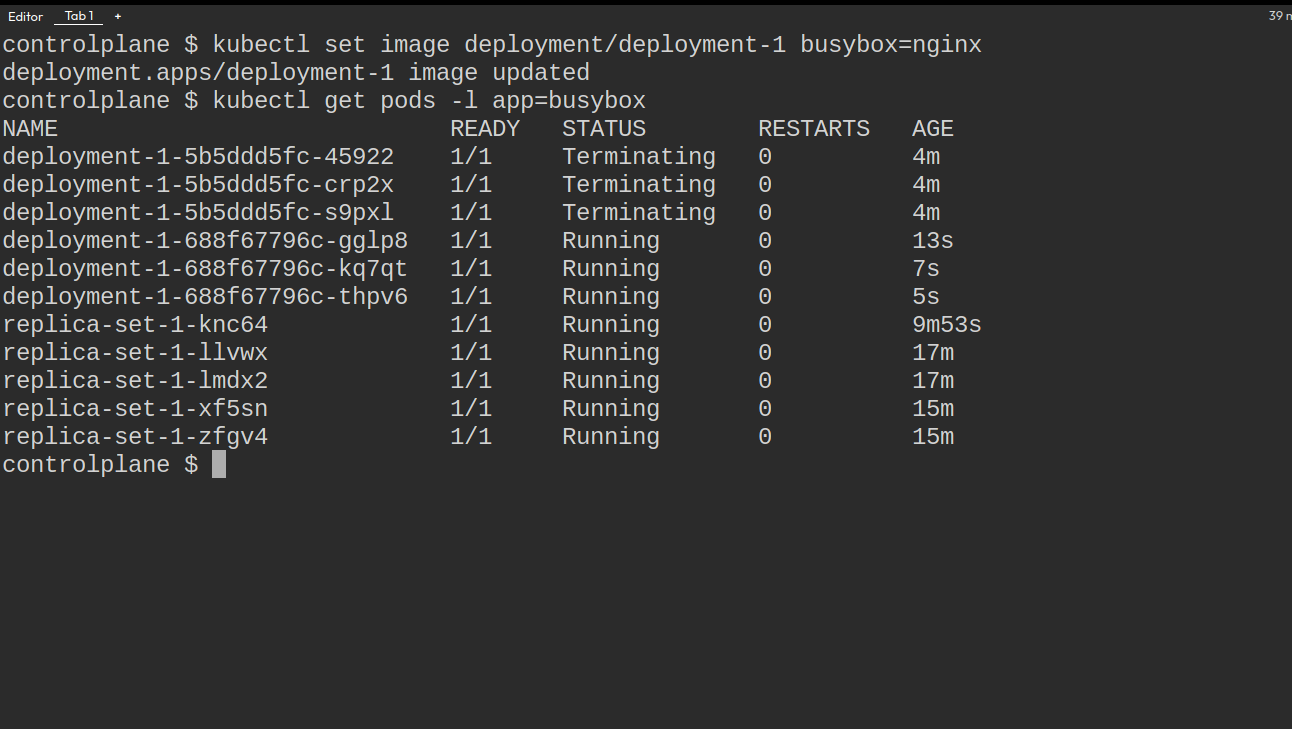 Editor Tab 1 + 39
controlplane $ kubectl set image deployment/deployment-1 busybox=nginx
deployment.apps/deployment-1 image updated
controlplane $ kubectl get pods -l app=busybox
NAME READY STATUS RESTARTS AGE
deployment-1-5b5ddd5fc-45922 1/1 Terminating 0 4m
deployment-1-5b5ddd5fc-crp2x 1/1 Terminating 0 4m
deployment-1-5b5ddd5fc-s9pxl 1/1 Terminating 0 4m
deployment-1-688f67796c-gglp8 1/1 Running 0 13s
deployment-1-688f67796c-kq7qt 1/1 Running 0 7s
deployment-1-688f67796c-thpv6 1/1 Running 0 5s
replica-set-1-knc64 1/1 Running 0 9m53s
replica-set-1-llvwx 1/1 Running 0 17m
replica-set-1-lmdx2 1/1 Running 0 17m
replica-set-1-xf5sn 1/1 Running 0 15m
replica-set-1-zfgv4 1/1 Running 0 15m
controlplane $